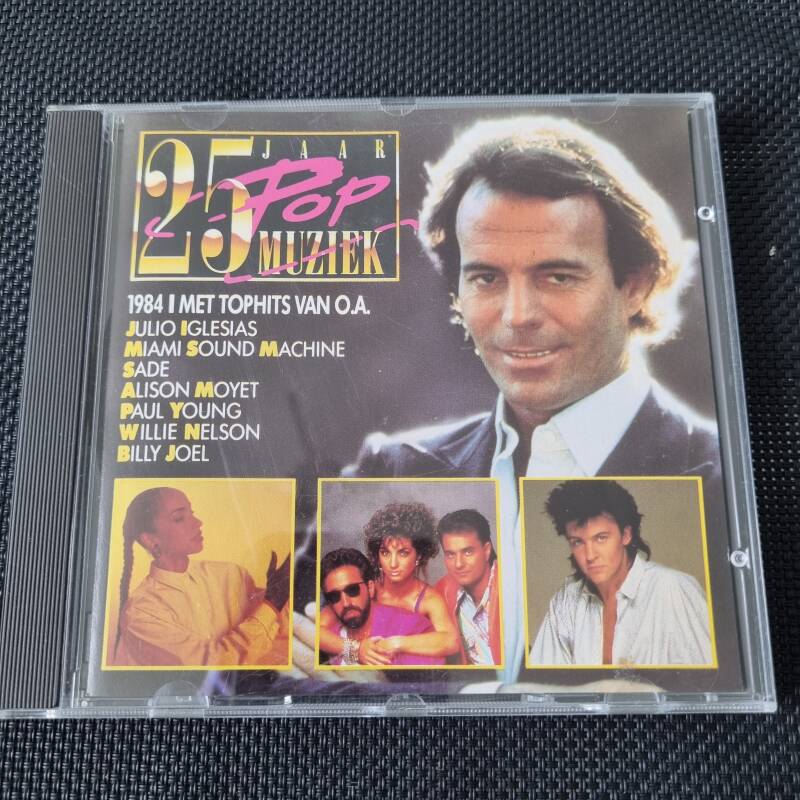 25 JAAR
Pop
MUZIEK
1984 I MET TOPHITS VAN O.A.
JULIO IGLESIAS
MIAMI SOUND MACHINE
SADE
ALISON MOYET
PAUL YOUNG
WILLIE NELSON
BILLY JOEL